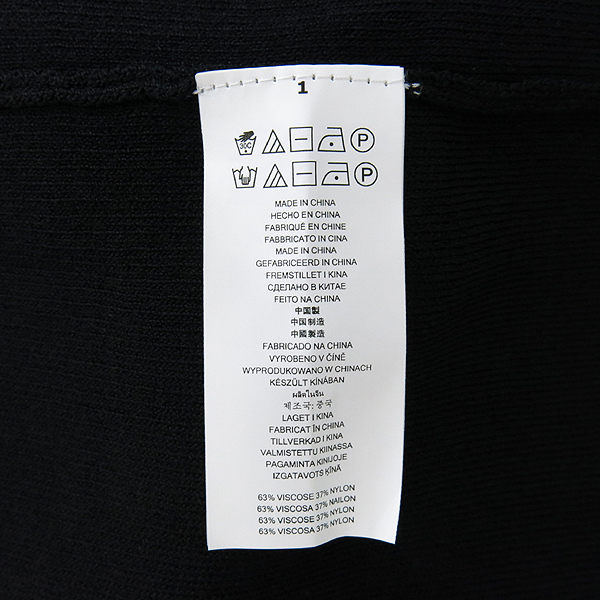 1
30C P
P
MADE IN CHINA
HECHO EN CHINA
FABRIQUÉ EN CHINE
FABBRICATO IN CINA
MADE IN CHINA
GEFABRICEERD IN CHINA
FREMSTILLET I KINA
СДЕЛАНО В КИТАЕ
FEITO NA CHINA
中国製
中国制造
中國製造
FABRICADO NA CHINA
VYROBENO V ČÍNĚ
WYPRODUKOWANO W CHINACH
KÉSZÜLT KÍNÁBAN
ผลิตในจีน
제조국: 중국
LAGET I KINA
FABRICAT ÎN CHINA
TILLVERKAD I KINA
VALMISTETTU KIINASSA
PAGAMINTA KINIJOJE
IZGATAVOTS ĶĪNĀ
63% VISCOSE 37% NYLON
63% VISCOSA 37% NAILON
63% VISCOSE 37% NYLON
63% VISCOSA 37% NYLON